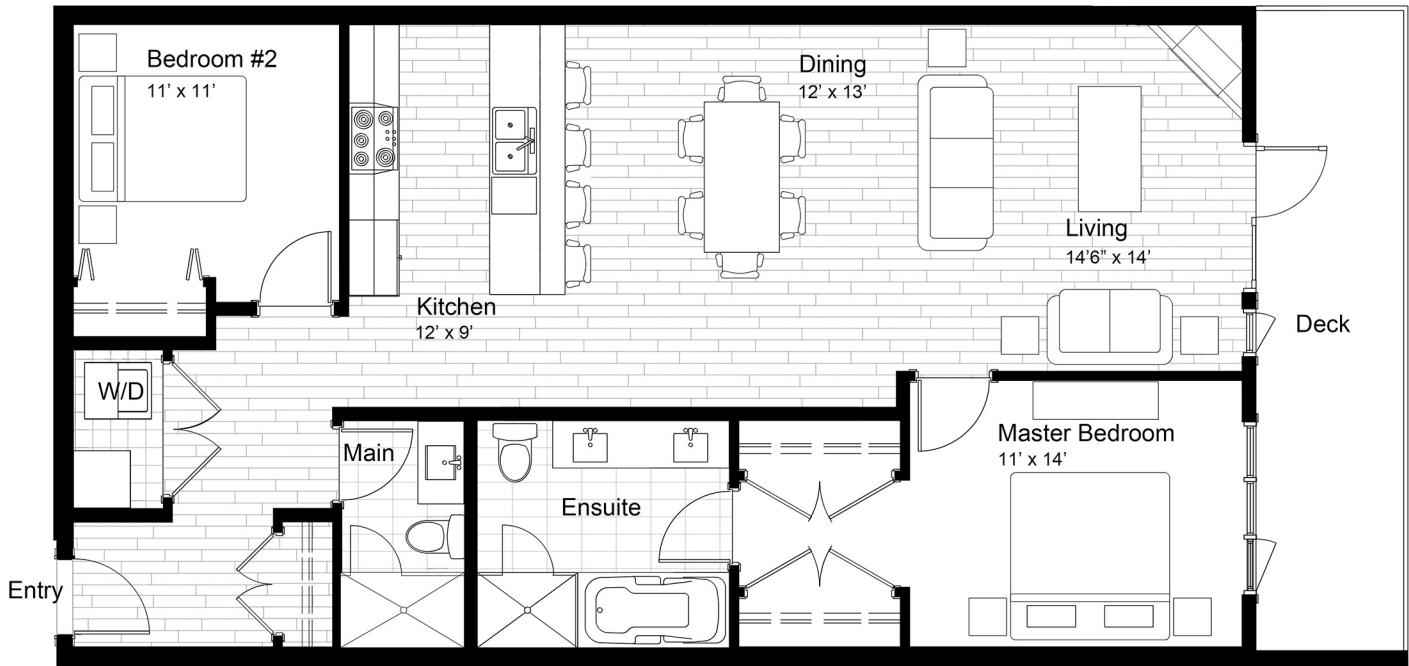 Bedroom #2
11' x 11'
Dining
12' x 13'
Living
14'6" x 14'
Kitchen
12' x 9'
Deck
W/D
Main
Master Bedroom
11' x 14'
Ensuite
Entry